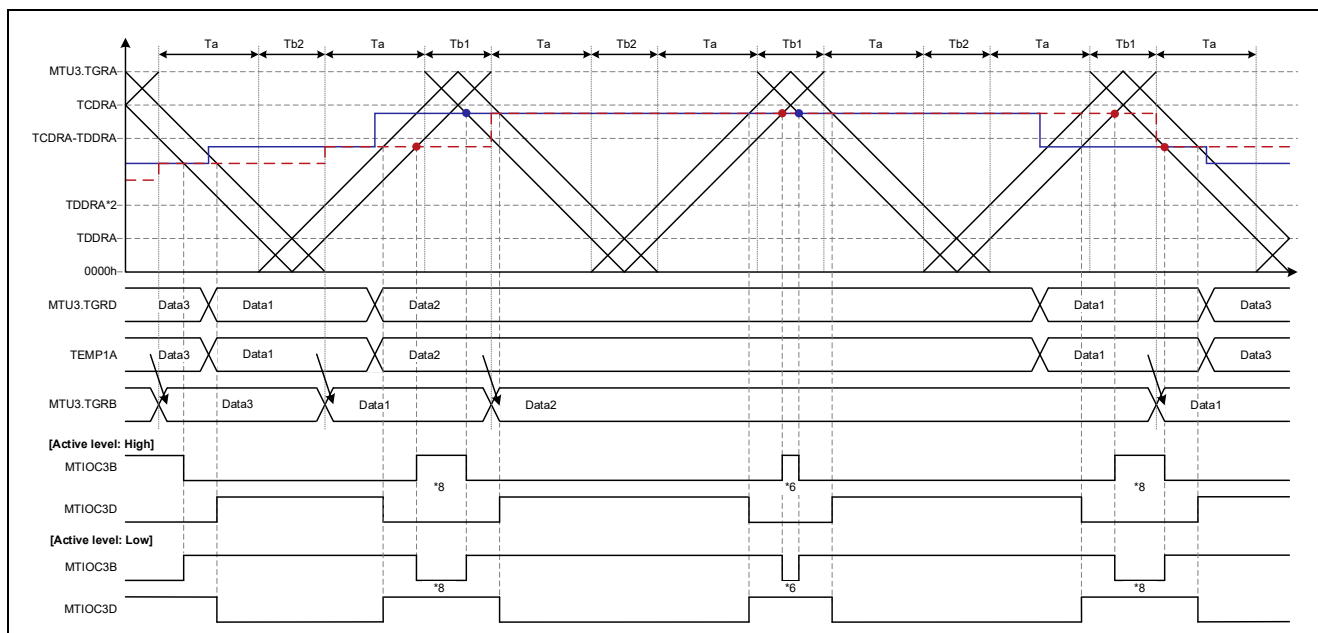 Ta Tb2 Ta Tb1 Ta Tb2 Ta Tb1 Ta Tb2 Ta Tb1 Ta
MTU3.TGRA
TCDRA
TCDRA-TDDRA
TDDRA*2
TDDRA
0000h
MTU3.TGRD Data3 Data1 Data2 Data1 Data3
TEMP1A Data3 Data1 Data2 Data1 Data3
MTU3.TGRB Data3 Data1 Data2 Data1
[Active level: High]
MTIOC3B
*8 *6 *8
MTIOC3D
[Active level: Low]
MTIOC3B
*8 *6 *8
MTIOC3D